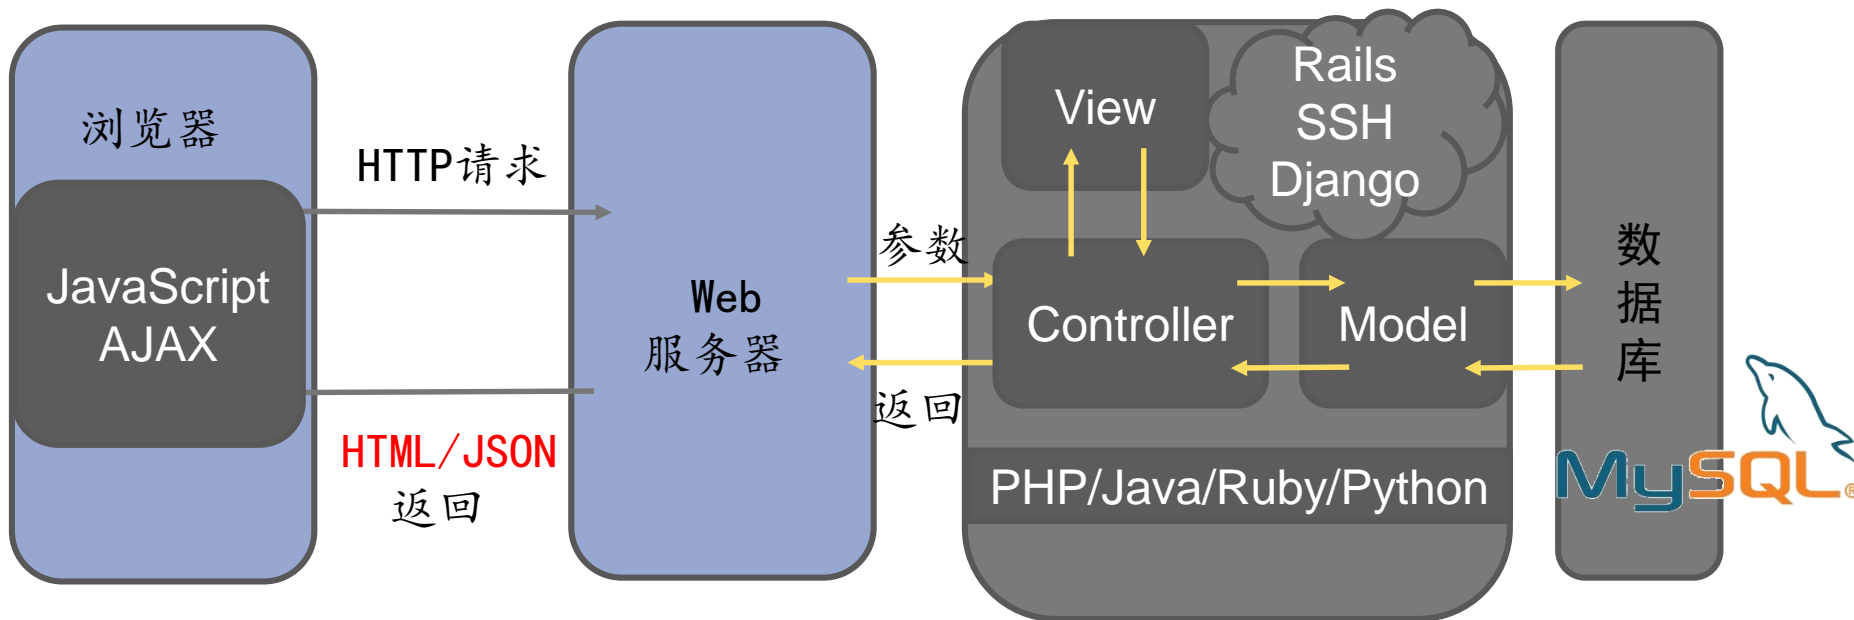 浏览器
JavaScript
AJAX
HTTP请求
HTML/JSON
返回
Web
服务器
参数
返回
View
Rails
SSH
Django
Controller
Model
PHP/Java/Ruby/Python
数
据
库
MySQL®